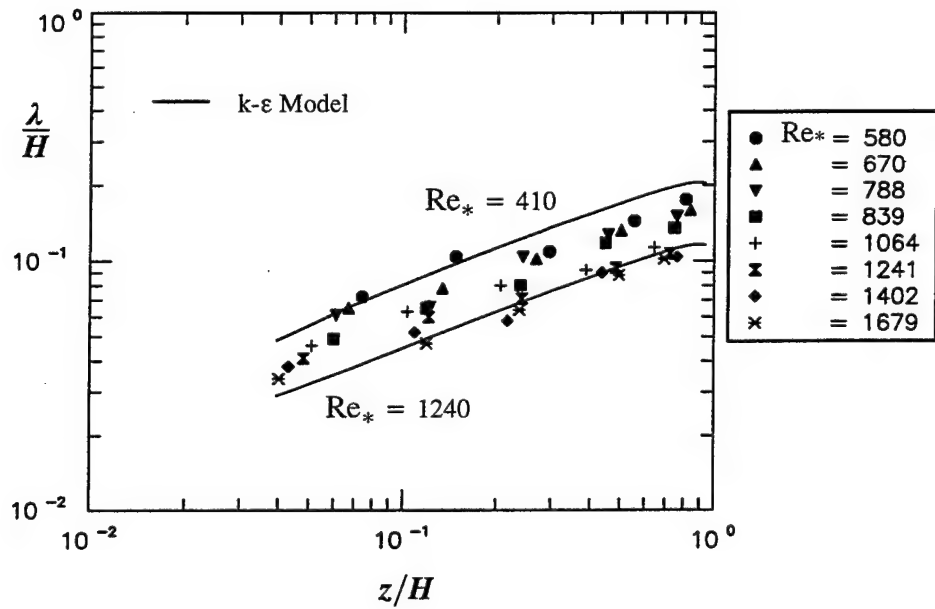 10⁰
k-ε Model
λ/H
Re* = 580
= 670
= 788
= 839
= 1064
= 1241
= 1402
= 1679
Re* = 410
10⁻¹
Re* = 1240
10⁻²
10⁻² 10⁻¹ 10⁰
z/H